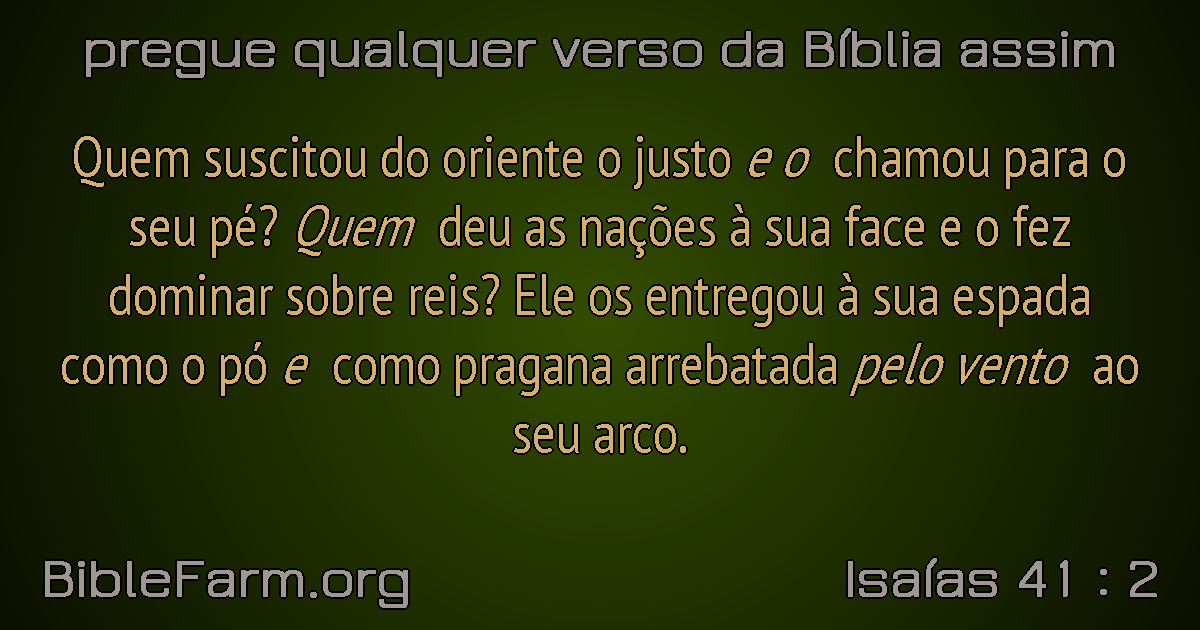 pregue qualquer verso da Bíblia assim
Quem suscitou do oriente o justo e o chamou para o
seu pé? Quem deu as nações à sua face e o fez
dominar sobre reis? Ele os entregou à sua espada
como o pó e como pragana arrebatada pelo vento ao
seu arco.
BibleFarm.org
Isaías 41 : 2